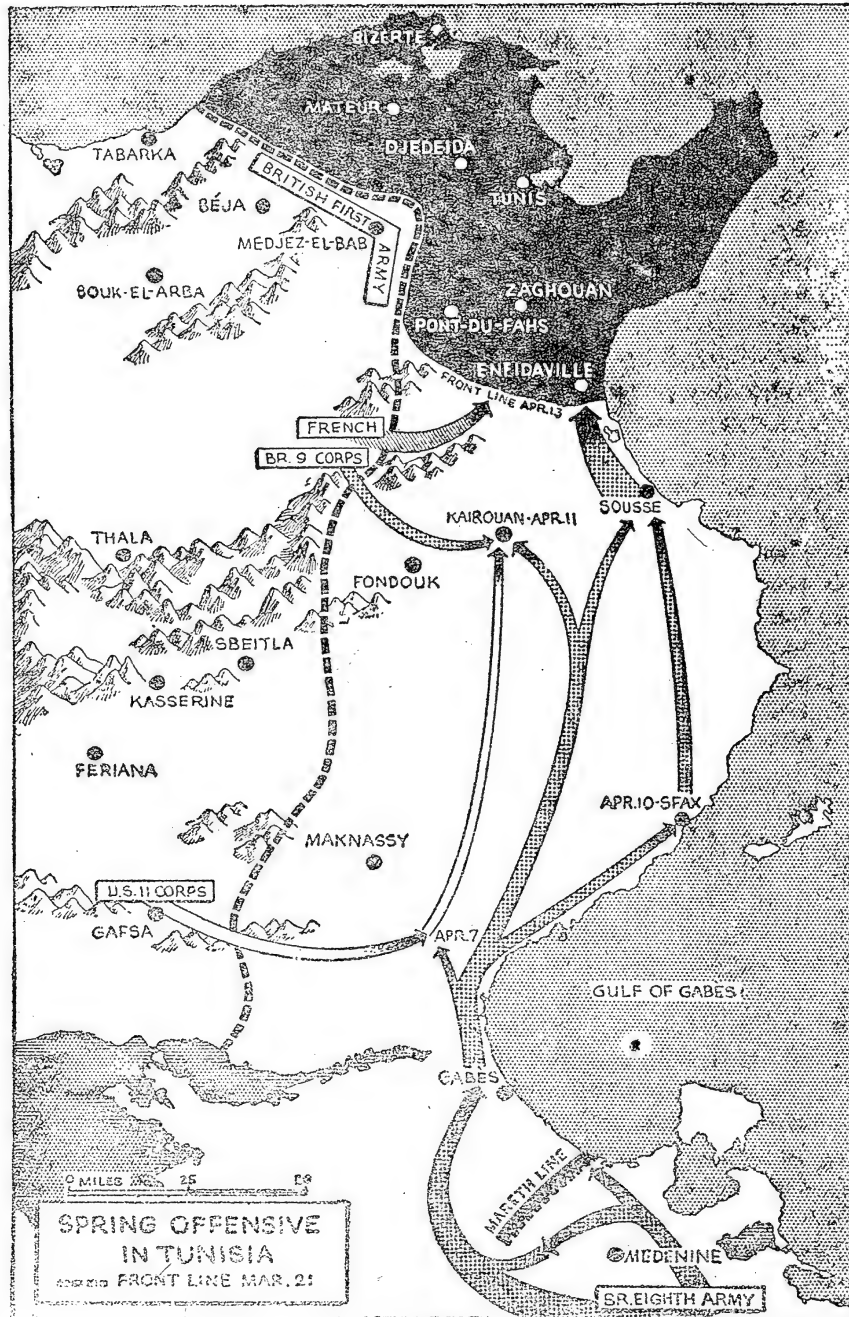 BIZERTE
MATEUR
DJEDEIDA
TUNIS
TABARKA
BRITISH FIRST
ARMY
BÉJA
MEDJEZ-EL-BAB
BOUK-EL-ARBA
ZAGHOUAN
PONT-DU-FAHS
ENFIDAVILLE
FRONT LINE APR.13
FRENCH
BR. 9 CORPS
KAIROUAN-APR.11
SOUSSE
THALA
FONDOUK
SBEITLA
KASSERINE
FERIANA
APR.10-SFAX
MAKNASSY
U.S.11 CORPS
GAFSA
APR.7
GULF OF GABES
GABES
MARETH LINE
0 MILES 25 50
SPRING OFFENSIVE
IN TUNISIA
FRONT LINE MAR.21
MEDENINE
BR.EIGHTH ARMY